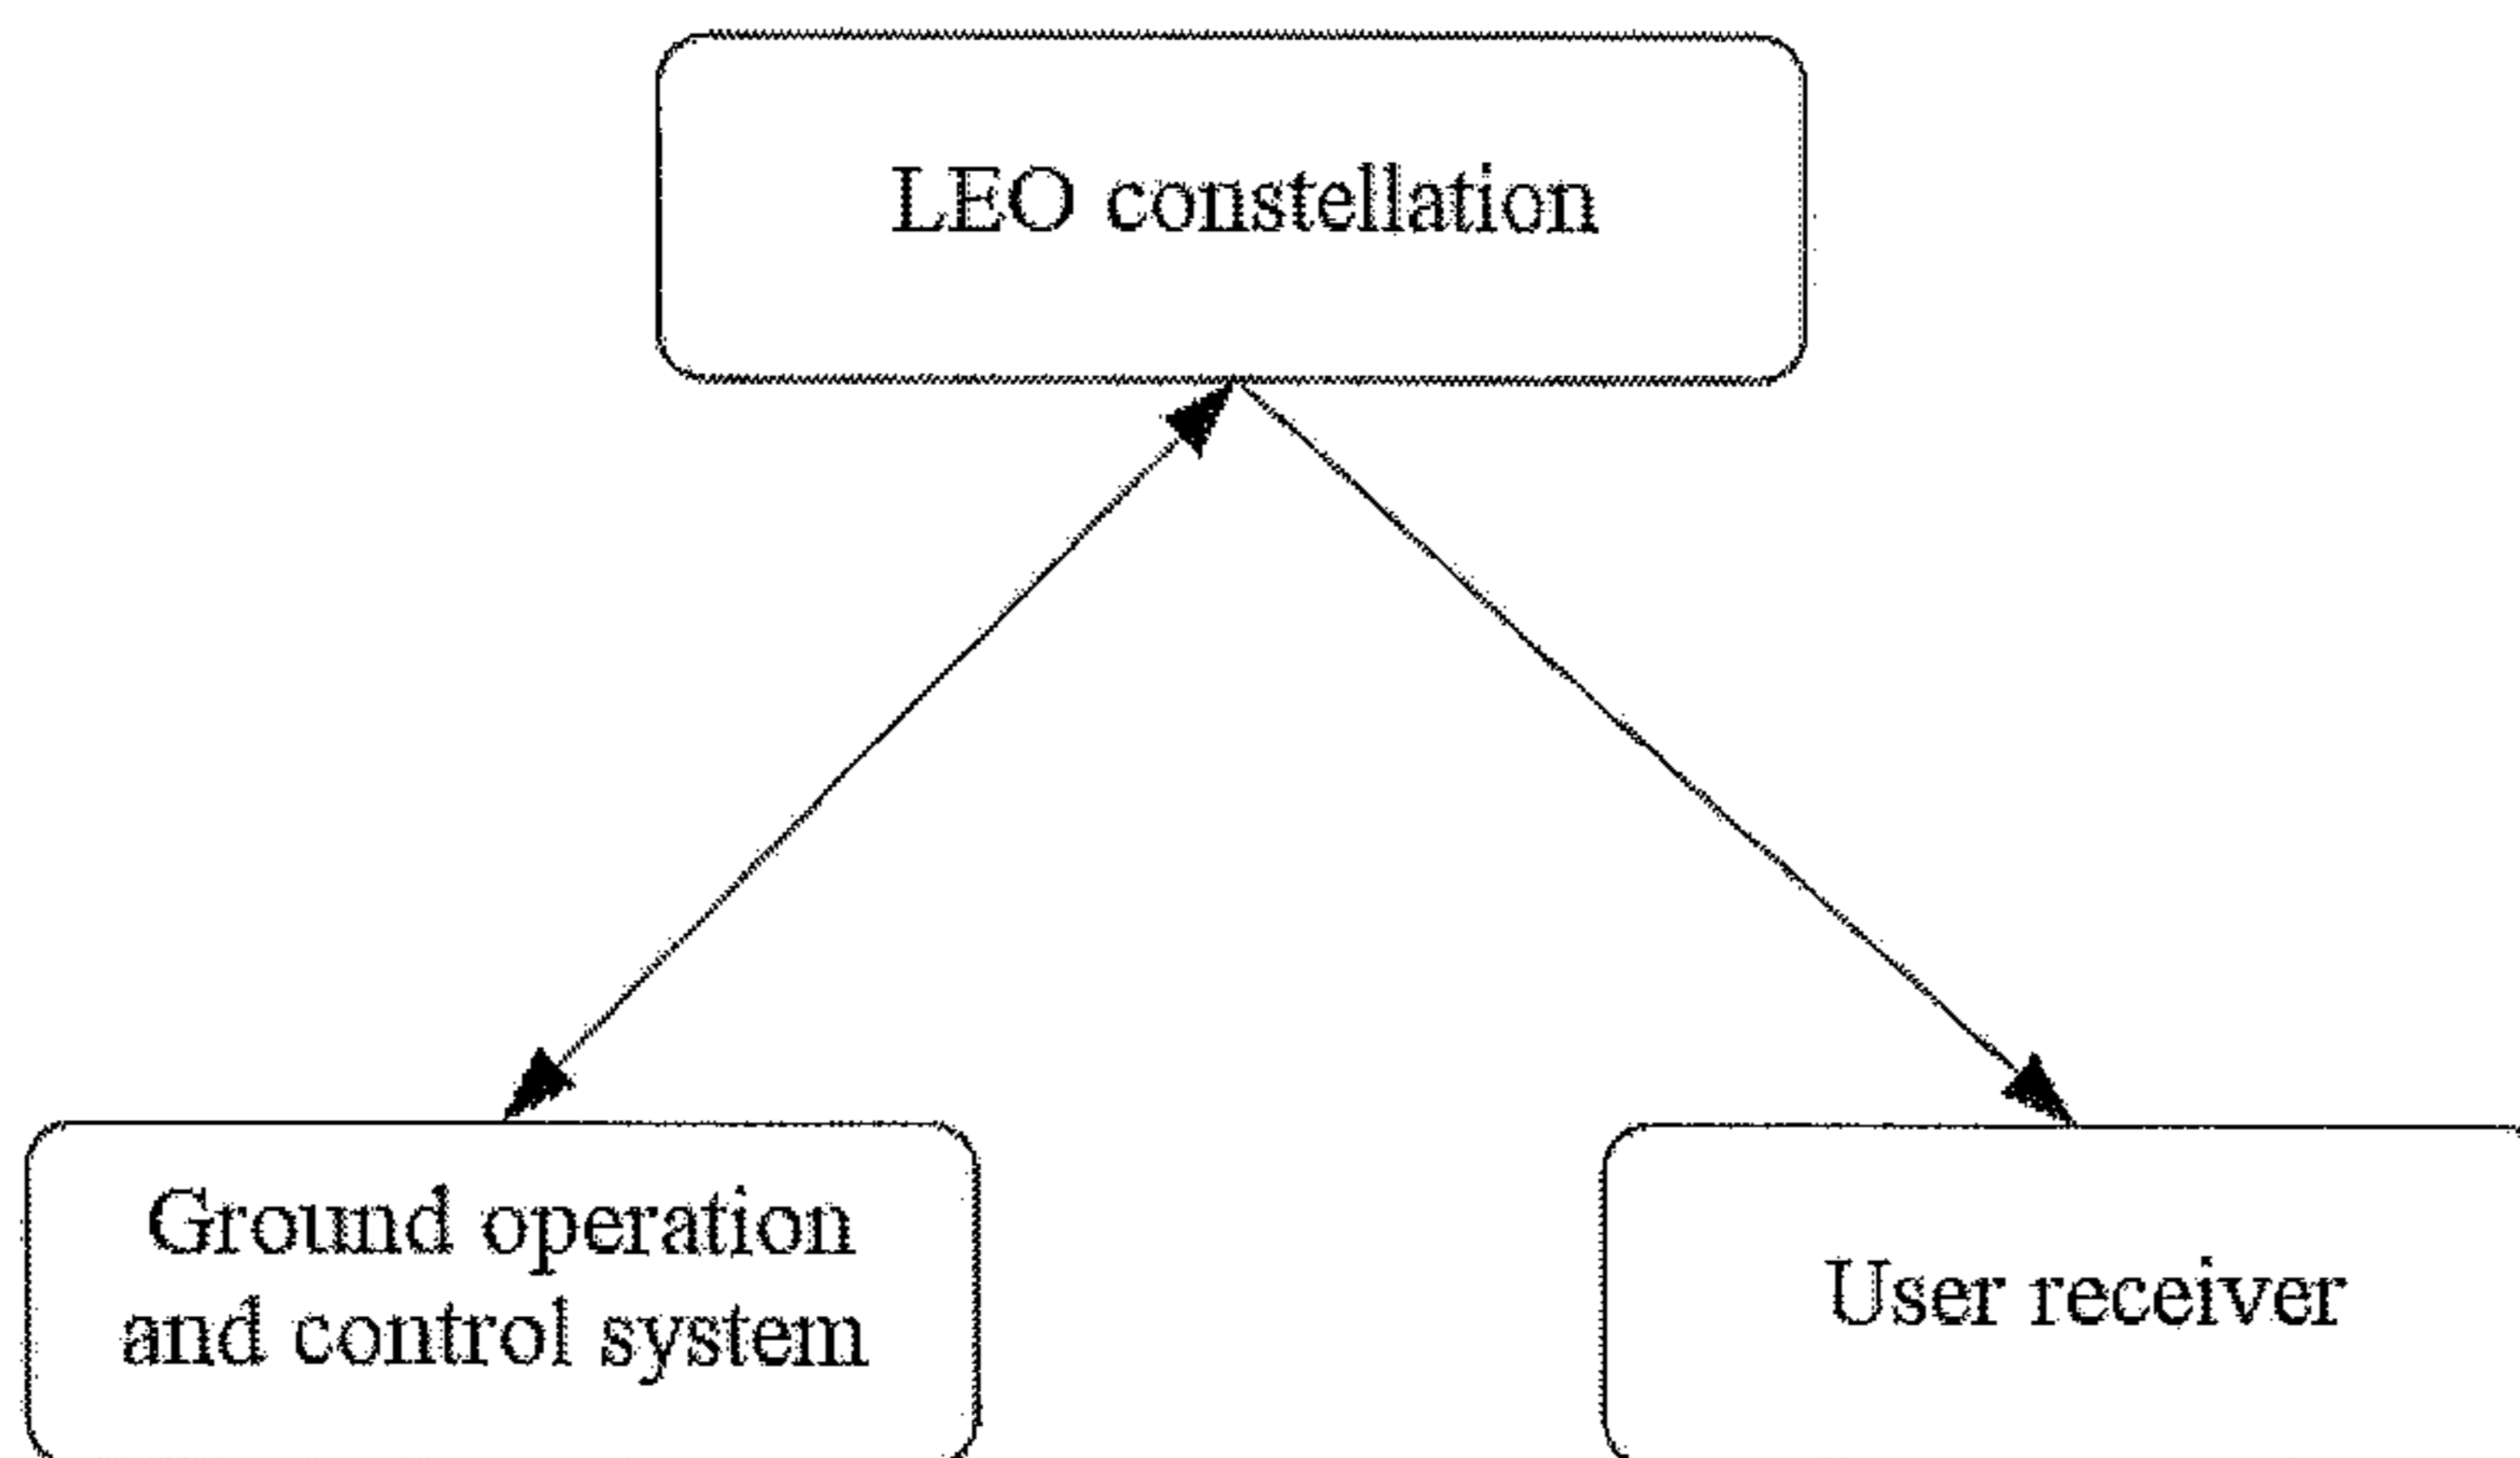 LEO constellation
Ground operation
and control system
User receiver